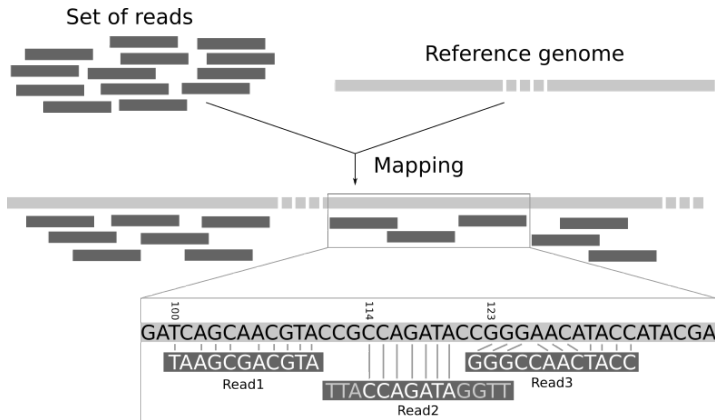 Set of reads
Reference genome
Mapping
100
114
123
GATCAGCAACGTACCGCCAGATACCGGGAACATACCATACGA
TAAGCGACGTA
GGGCCAACTACC
Read1
TTACCAGATAGGTT
Read3
Read2